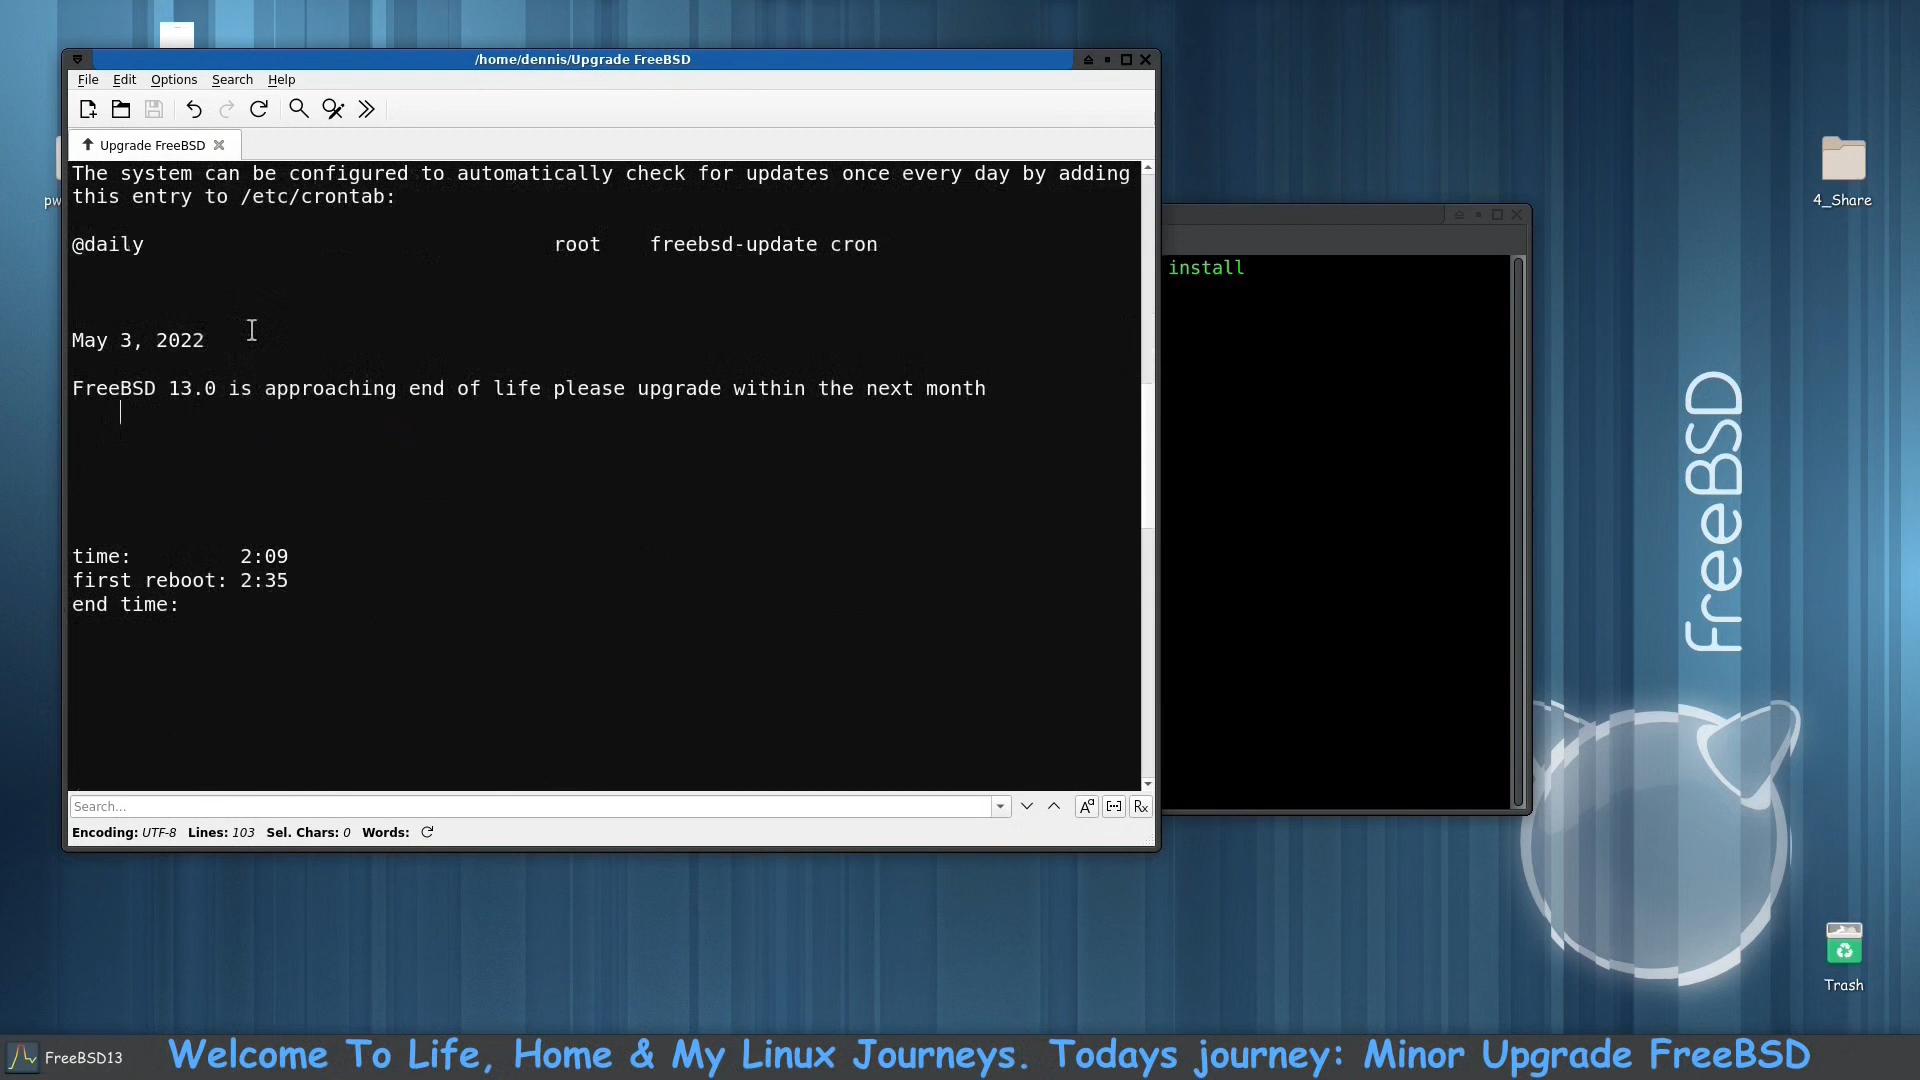 /home/dennis/Upgrade FreeBSD
File Edit Options Search Help
Upgrade FreeBSD
The system can be configured to automatically check for updates once every day by adding
this entry to /etc/crontab:
@daily root freebsd-update cron
May 3, 2022
FreeBSD 13.0 is approaching end of life please upgrade within the next month
time: 2:09
first reboot: 2:35
end time:
Search...
Encoding: UTF-8 Lines: 103 Sel. Chars: 0 Words:
install
pw
4_Share
FreeBSD
Trash
FreeBSD13
Welcome To Life, Home & My Linux Journeys. Todays journey: Minor Upgrade FreeBSD